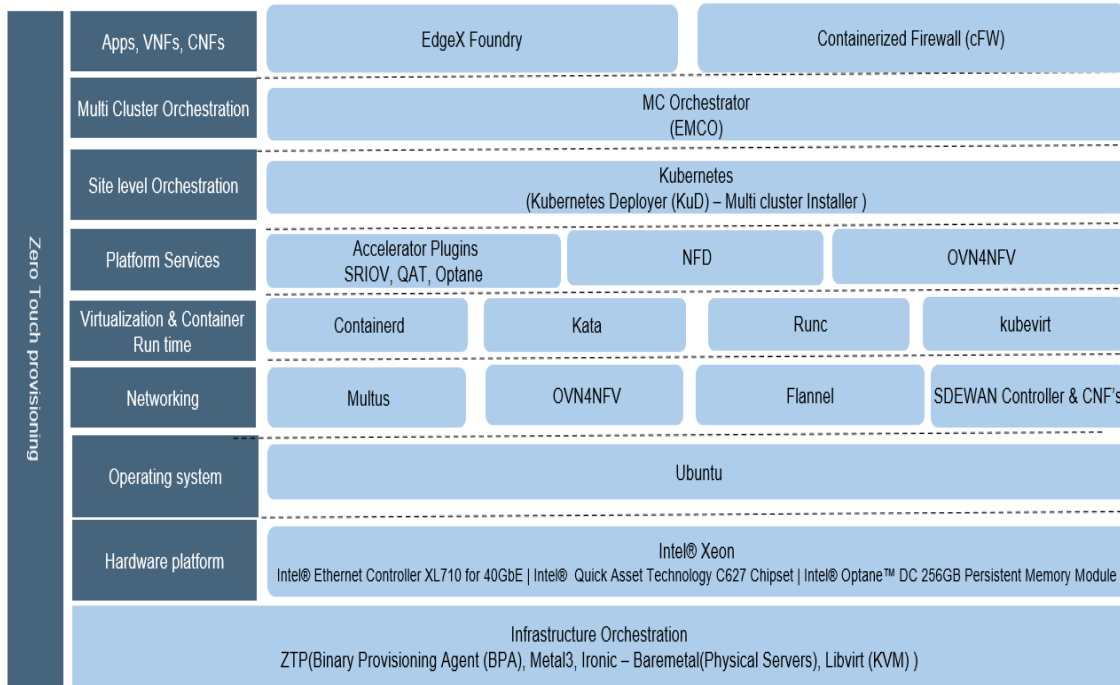 Zero Touch provisioning
Apps, VNFs, CNFs
EdgeX Foundry
Containerized Firewall (cFW)
Multi Cluster Orchestration
MC Orchestrator
(EMCO)
Site level Orchestration
Kubernetes
(Kubernetes Deployer (KuD) – Multi cluster Installer )
Platform Services
Accelerator Plugins
SRIOV, QAT, Optane
NFD
OVN4NFV
Virtualization & Container
Run time
Containerd
Kata
Runc
kubevirt
Networking
Multus
OVN4NFV
Flannel
SDEWAN Controller & CNF's
Operating system
Ubuntu
Hardware platform
Intel® Xeon
Intel® Ethernet Controller XL710 for 40GbE | Intel® Quick Asset Technology C627 Chipset | Intel® Optane™ DC 256GB Persistent Memory Module
Infrastructure Orchestration
ZTP(Binary Provisioning Agent (BPA), Metal3, Ironic – Baremetal(Physical Servers), Libvirt (KVM) )